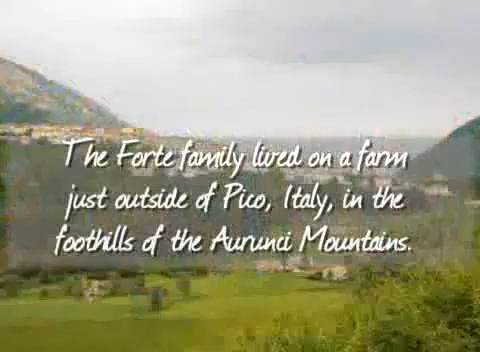 The Forte family lived on a farm
just outside of Pico, Italy, in the
foothills of the Aurunci Mountains.